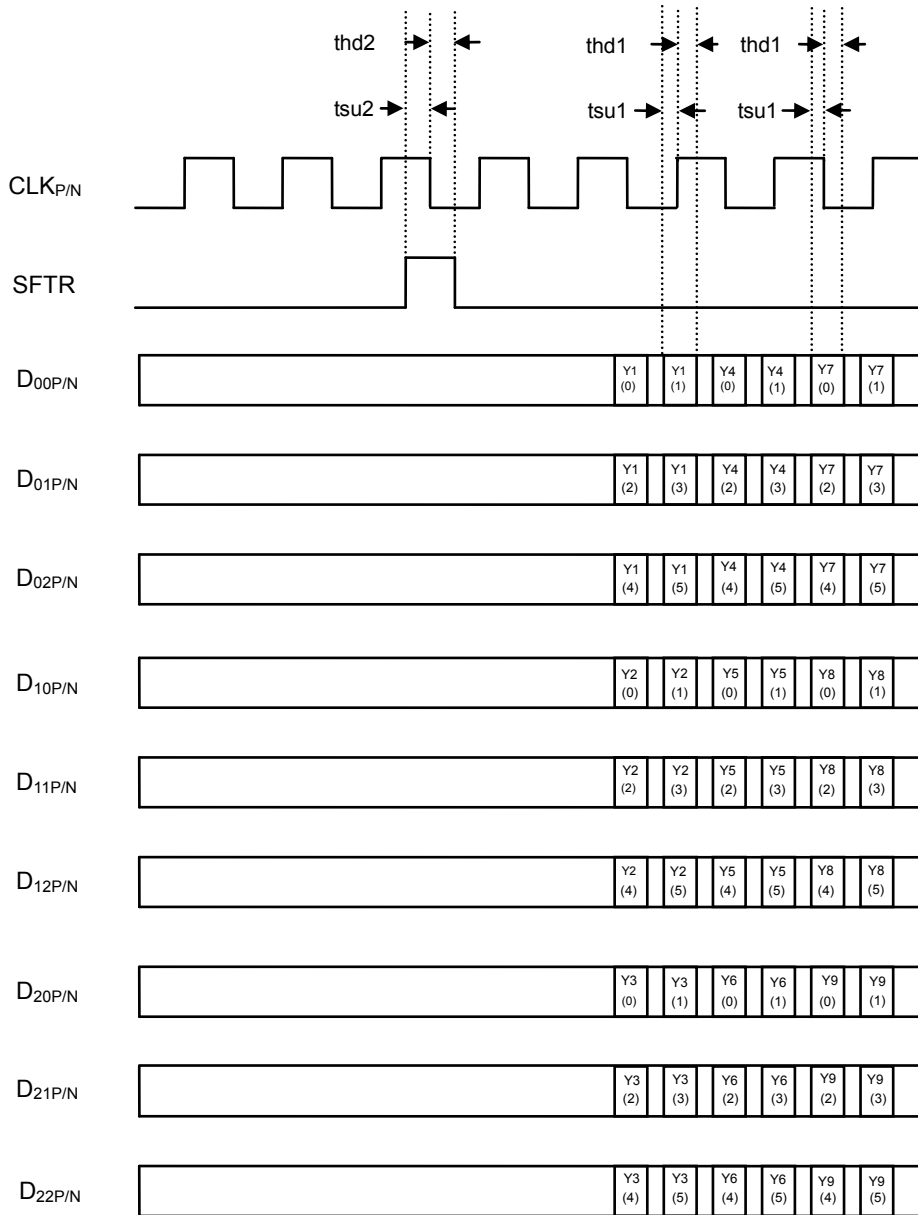 thd2 thd1 thd1
tsu2 tsu1 tsu1
CLKP/N
SFTR
D00P/N Y1 (0) Y1 (1) Y4 (0) Y4 (1) Y7 (0) Y7 (1)
D01P/N Y1 (2) Y1 (3) Y4 (2) Y4 (3) Y7 (2) Y7 (3)
D02P/N Y1 (4) Y1 (5) Y4 (4) Y4 (5) Y7 (4) Y7 (5)
D10P/N Y2 (0) Y2 (1) Y5 (0) Y5 (1) Y8 (0) Y8 (1)
D11P/N Y2 (2) Y2 (3) Y5 (2) Y5 (3) Y8 (2) Y8 (3)
D12P/N Y2 (4) Y2 (5) Y5 (4) Y5 (5) Y8 (4) Y8 (5)
D20P/N Y3 (0) Y3 (1) Y6 (0) Y6 (1) Y9 (0) Y9 (1)
D21P/N Y3 (2) Y3 (3) Y6 (2) Y6 (3) Y9 (2) Y9 (3)
D22P/N Y3 (4) Y3 (5) Y6 (4) Y6 (5) Y9 (4) Y9 (5)